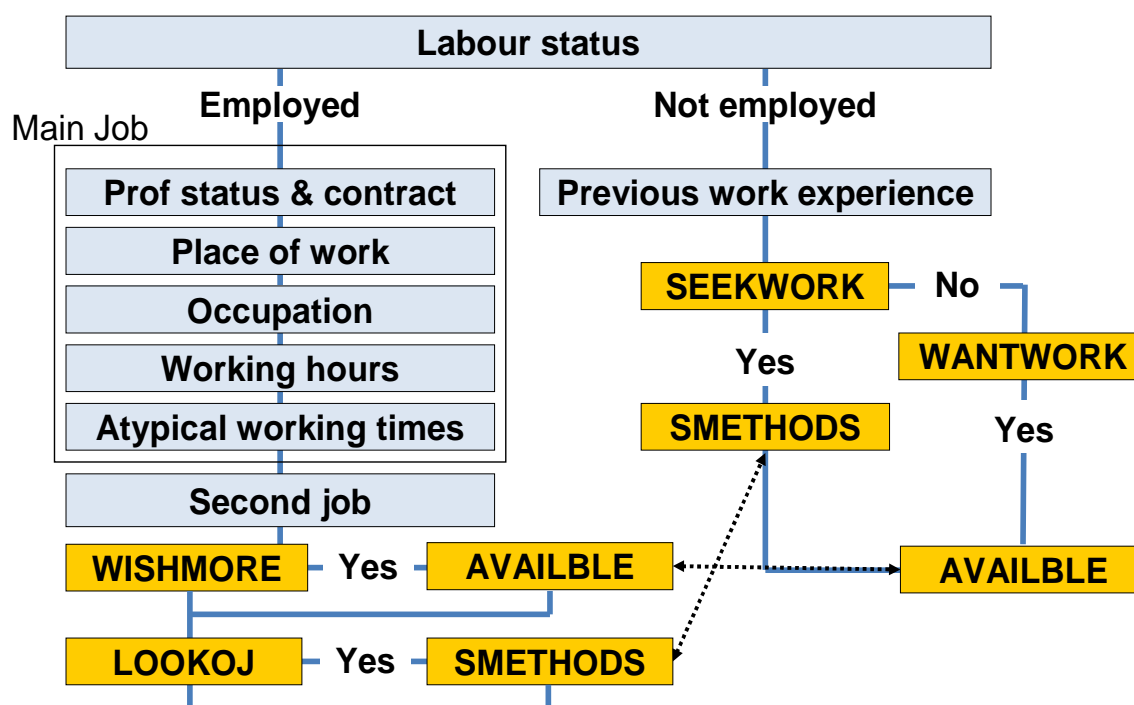 Labour status
Employed
Not employed
Main Job
Prof status & contract
Previous work experience
Place of work
SEEKWORK
No
Occupation
Working hours
Yes
WANTWORK
Atypical working times
SMETHODS
Yes
Second job
WISHMORE
Yes
AVAILBLE
AVAILBLE
LOOKOJ
Yes
SMETHODS